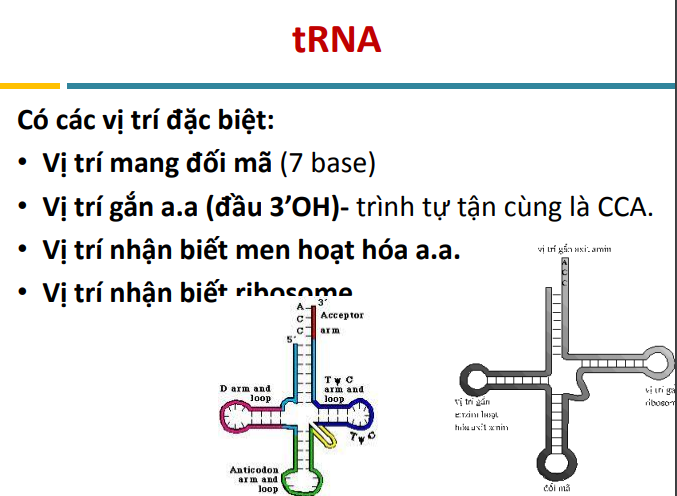 tRNA
Có các vị trí đặc biệt:
• Vị trí mang đối mã (7 base)
• Vị trí gắn a.a (đầu 3’OH)- trình tự tận cùng là CCA.
• Vị trí nhận biết men hoạt hóa a.a.
• Vị trí nhận biết ribosome
A
C
C
3'
Acceptor
arm
5'
D arm and
loop
T ψ C
arm and
loop
T ψ C
Anticodon
arm and
loop
vị trí gắn axit amin
A
C
C
vị trí gắn
enzim hoạt
hóa axit amin
vị trí gắ
ribosom
đối mã